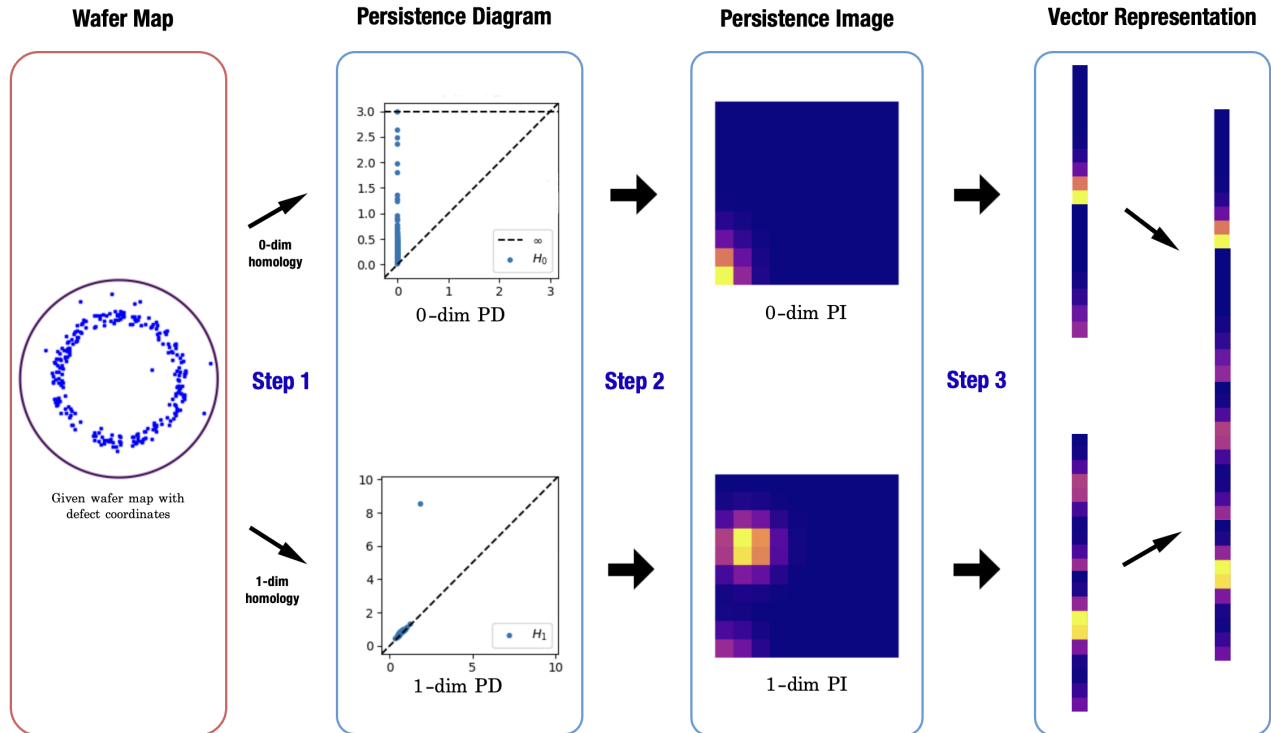 Wafer Map
Persistence Diagram
Persistence Image
Vector Representation
Given wafer map with
defect coordinates
0-dim
homology
1-dim
homology
Step 1
3.0
2.5
2.0
1.5
1.0
0.5
0.0
0 1 2 3
∞
H₀
0-dim PD
10
8
6
4
2
0
0 5 10
H₁
1-dim PD
Step 2
0-dim PI
1-dim PI
Step 3